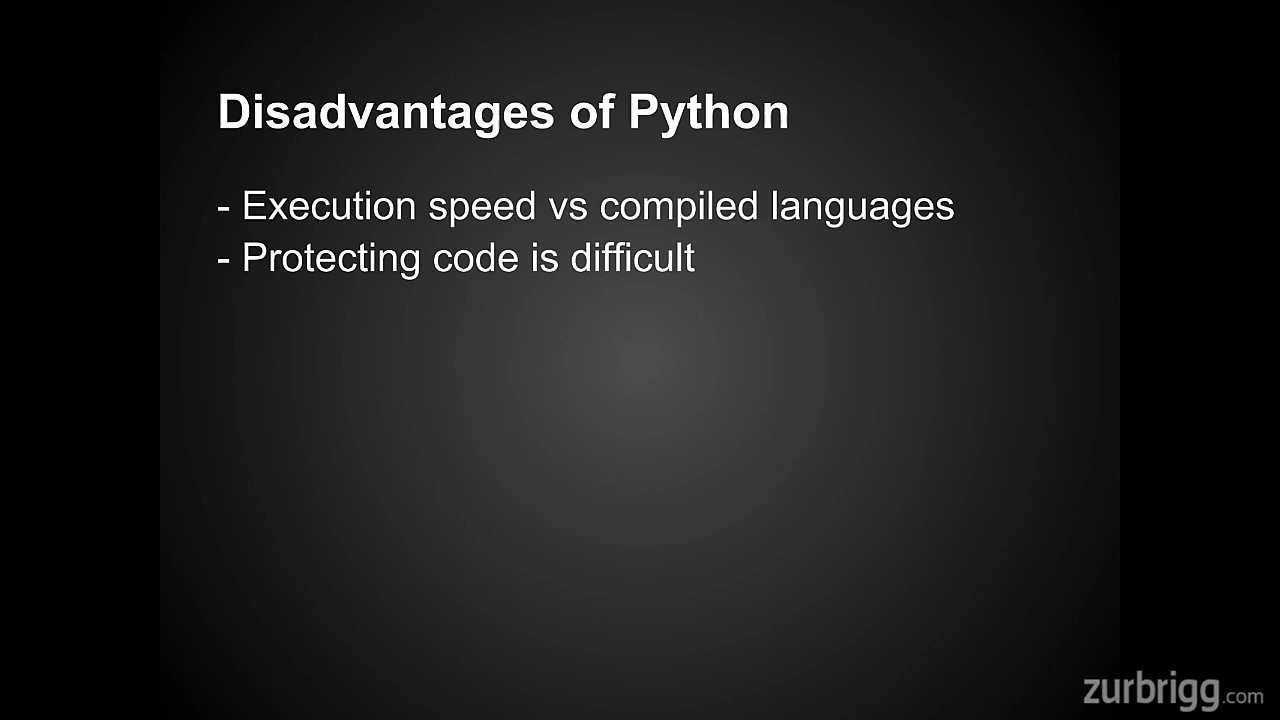 Disadvantages of Python
- Execution speed vs compiled languages
- Protecting code is difficult
zurbrigg.com